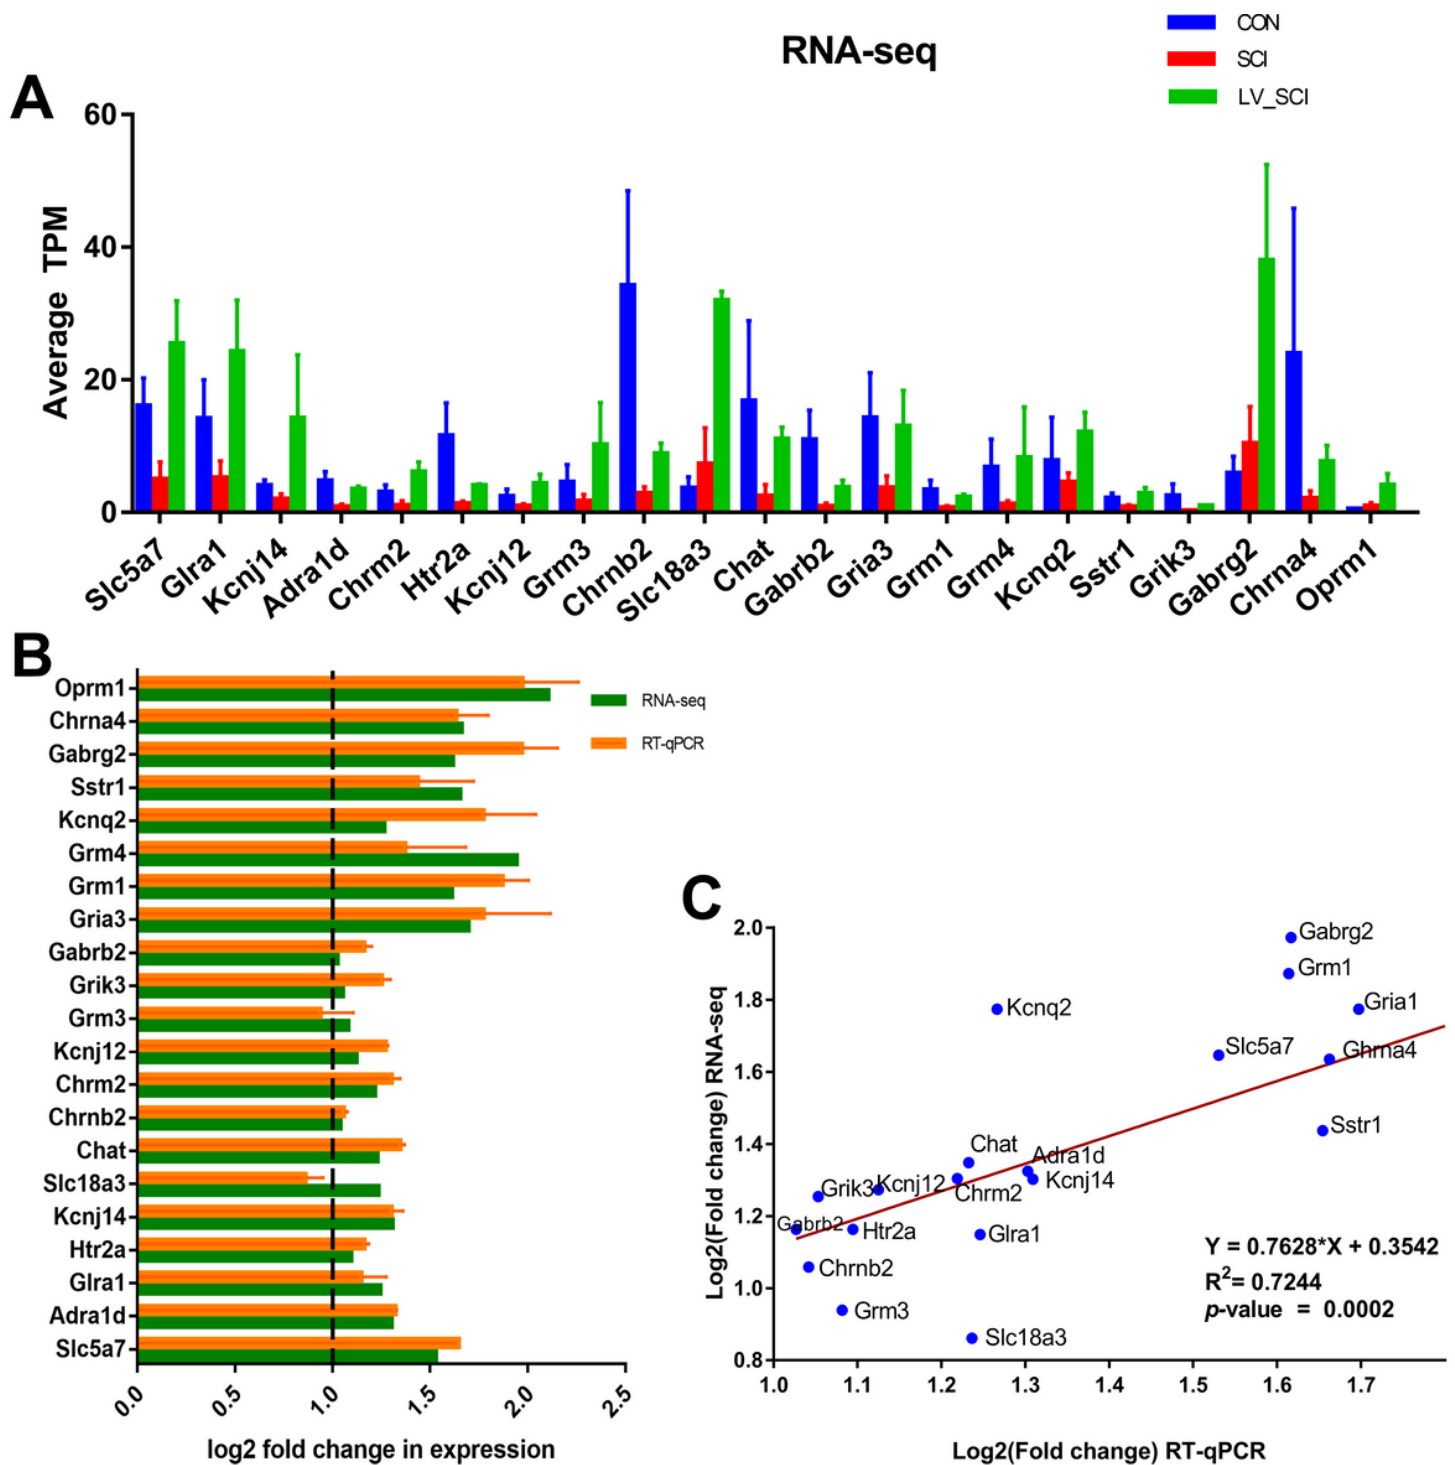 RNA-seq
CON
SCI
LV_SCI
A
Average TPM
60
40
20
0
Slc5a7
Glra1
Kcnj14
Adra1d
Chrm2
Htr2a
Kcnj12
Grm3
Chrnb2
Slc18a3
Chat
Gabrb2
Gria3
Grm1
Grm4
Kcnq2
Sstr1
Grik3
Gabrg2
Chrna4
Oprm1
B
Oprm1
Chrna4
Gabrg2
Sstr1
Kcnq2
Grm4
Grm1
Gria3
Gabrb2
Grik3
Grm3
Kcnj12
Chrm2
Chrnb2
Chat
Slc18a3
Kcnj14
Htr2a
Glra1
Adra1d
Slc5a7
RNA-seq
RT-qPCR
0.0
0.5
1.0
1.5
2.0
2.5
log2 fold change in expression
C
Log2(Fold change) RNA-seq
2.0
1.8
1.6
1.4
1.2
1.0
0.8
Gabrg2
Grm1
Kcnq2
Gria1
Slc5a7
Ghrna4
Sstr1
Chat
Adra1d
Grik3
Kcnj12
Chrm2
Kcnj14
Gabrb2
Htr2a
Glra1
Chrnb2
Grm3
Slc18a3
Y = 0.7628*X + 0.3542
R2= 0.7244
p-value = 0.0002
1.0
1.1
1.2
1.3
1.4
1.5
1.6
1.7
Log2(Fold change) RT-qPCR